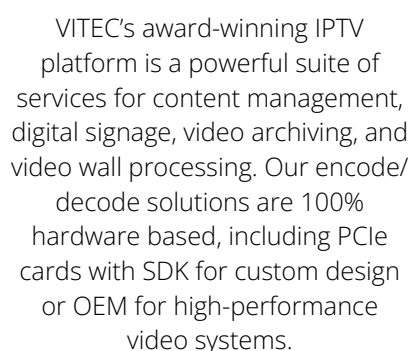 VITEC’s award-winning IPTV
platform is a powerful suite of
services for content management,
digital signage, video archiving, and
video wall processing. Our encode/
decode solutions are 100%
hardware based, including PCIe
cards with SDK for custom design
or OEM for high-performance
video systems.